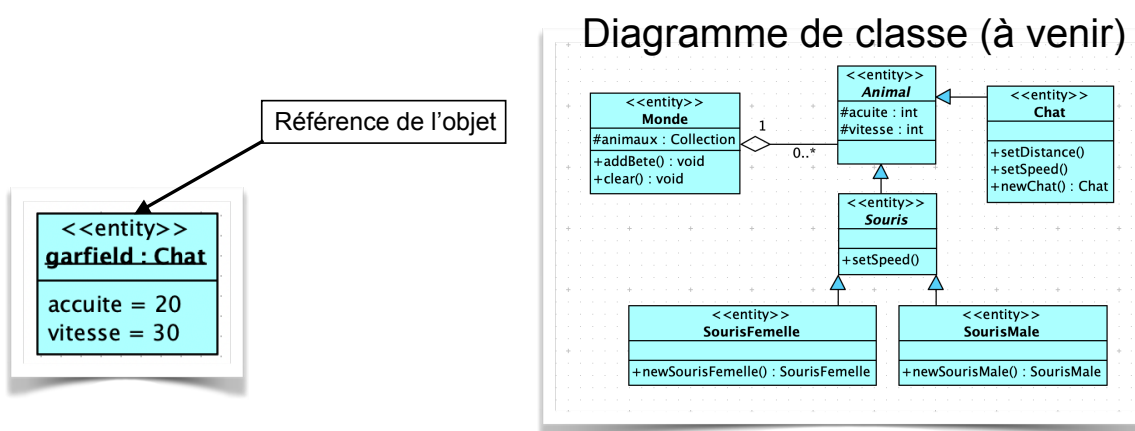 Diagramme de classe (à venir)
Référence de l'objet
<<entity>>
garfield : Chat
accuite = 20
vitesse = 30
<<entity>>
Monde
#animaux : Collection
+addBete() : void
+clear() : void
1
0..*
<<entity>>
Animal
#acuite : int
#vitesse : int
<<entity>>
Chat
+setDistance()
+setSpeed()
+newChat() : Chat
<<entity>>
Souris
+setSpeed()
<<entity>>
SourisFemelle
+newSourisFemelle() : SourisFemelle
<<entity>>
SourisMale
+newSourisMale() : SourisMale